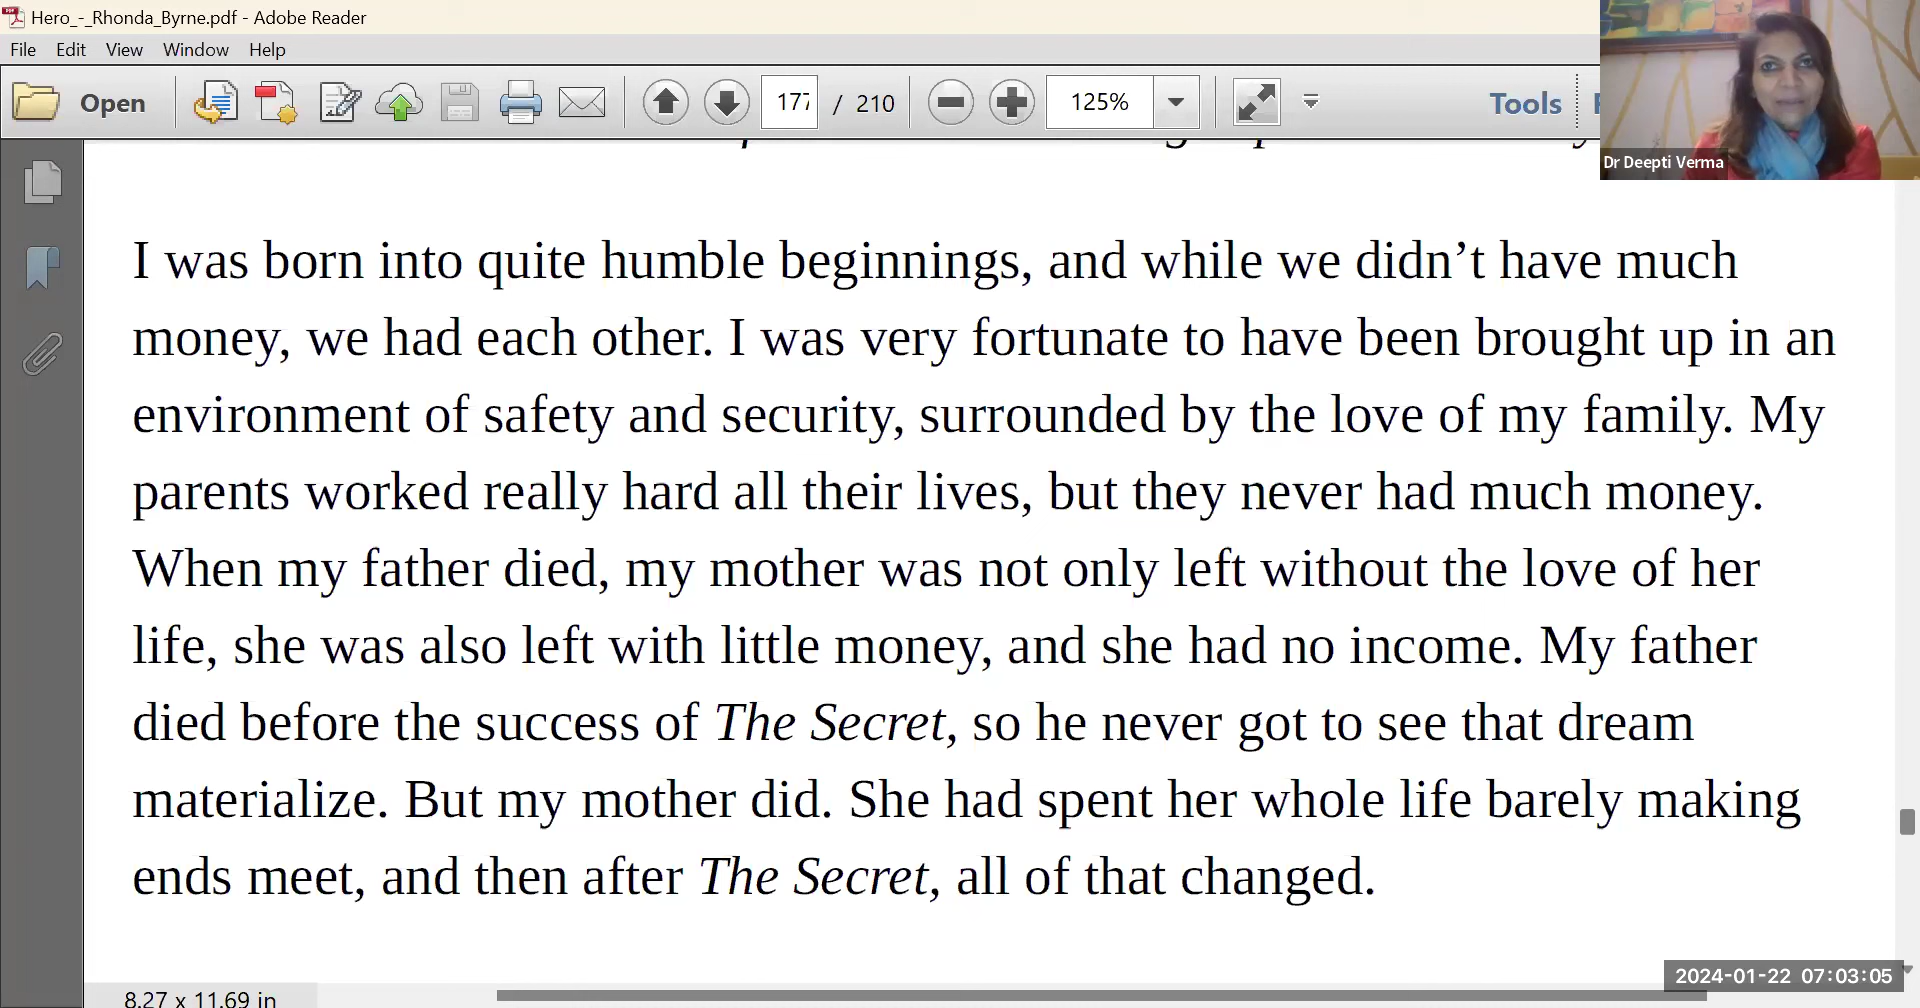 Hero_-_Rhonda_Byrne.pdf - Adobe Reader
File Edit View Window Help
Open 177 / 210 125% Tools
Dr Deepti Verma
I was born into quite humble beginnings, and while we didn’t have much
money, we had each other. I was very fortunate to have been brought up in an
environment of safety and security, surrounded by the love of my family. My
parents worked really hard all their lives, but they never had much money.
When my father died, my mother was not only left without the love of her
life, she was also left with little money, and she had no income. My father
died before the success of The Secret, so he never got to see that dream
materialize. But my mother did. She had spent her whole life barely making
ends meet, and then after The Secret, all of that changed.
2024-01-22 07:03:05
8.27 x 11.69 in